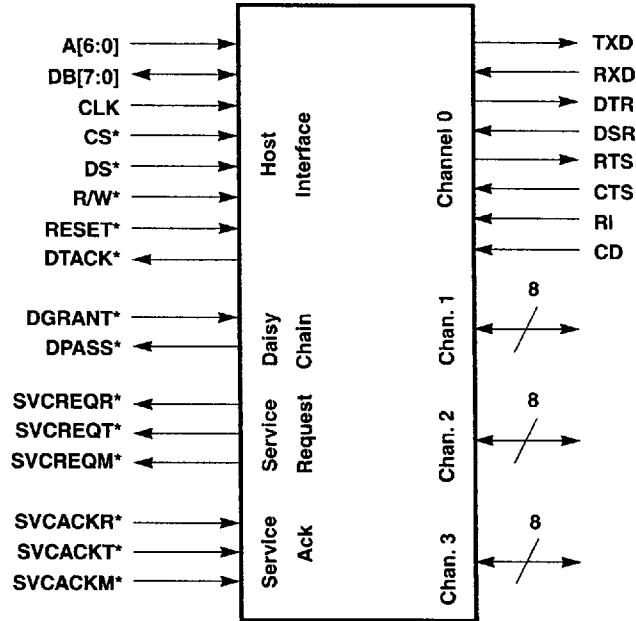 A[6:0]
DB[7:0]
CLK
CS*
DS*
R/W*
RESET*
DTACK*
DGRANT*
DPASS*
SVCREQR*
SVCREQT*
SVCREQM*
SVCACKR*
SVCACKT*
SVCACKM*
Host
Interface
Daisy
Chain
Service
Request
Service
Ack
Channel 0
Chan. 1
Chan. 2
Chan. 3
TXD
RXD
DTR
DSR
RTS
CTS
RI
CD
8
8
8